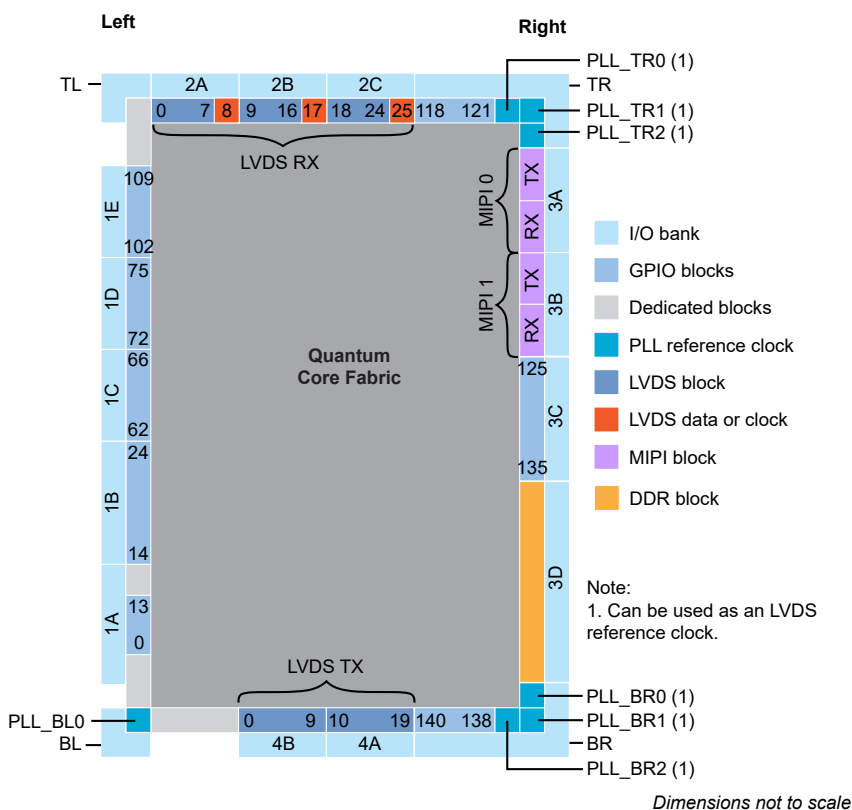 Left
Right
PLL_TR0 (1)
TL
2A
2B
2C
TR
0
7
8
9
16
17
18
24
25
118
121
PLL_TR1 (1)
PLL_TR2 (1)
LVDS RX
MIPI 0
TX
RX
3A
109
1E
102
I/O bank
75
1D
72
MIPI 1
TX
RX
3B
GPIO blocks
Dedicated blocks
PLL reference clock
Quantum
Core Fabric
66
1C
62
125
3C
135
LVDS block
LVDS data or clock
MIPI block
DDR block
24
1B
14
3D
13
1A
0
Note:
1. Can be used as an LVDS
reference clock.
LVDS TX
PLL_BR0 (1)
PLL_BL0
0
9
10
19
140
138
PLL_BR1 (1)
BL
4B
4A
BR
PLL_BR2 (1)
Dimensions not to scale